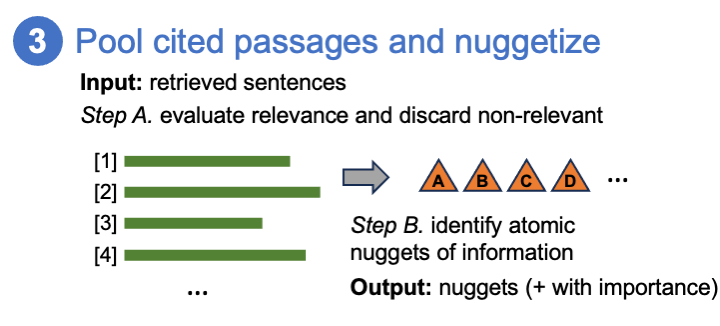 3 Pool cited passages and nuggetize
Input: retrieved sentences
Step A. evaluate relevance and discard non-relevant
[1]
[2]
[3]
[4]
...
A B C D ...
Step B. identify atomic
nuggets of information
Output: nuggets (+ with importance)